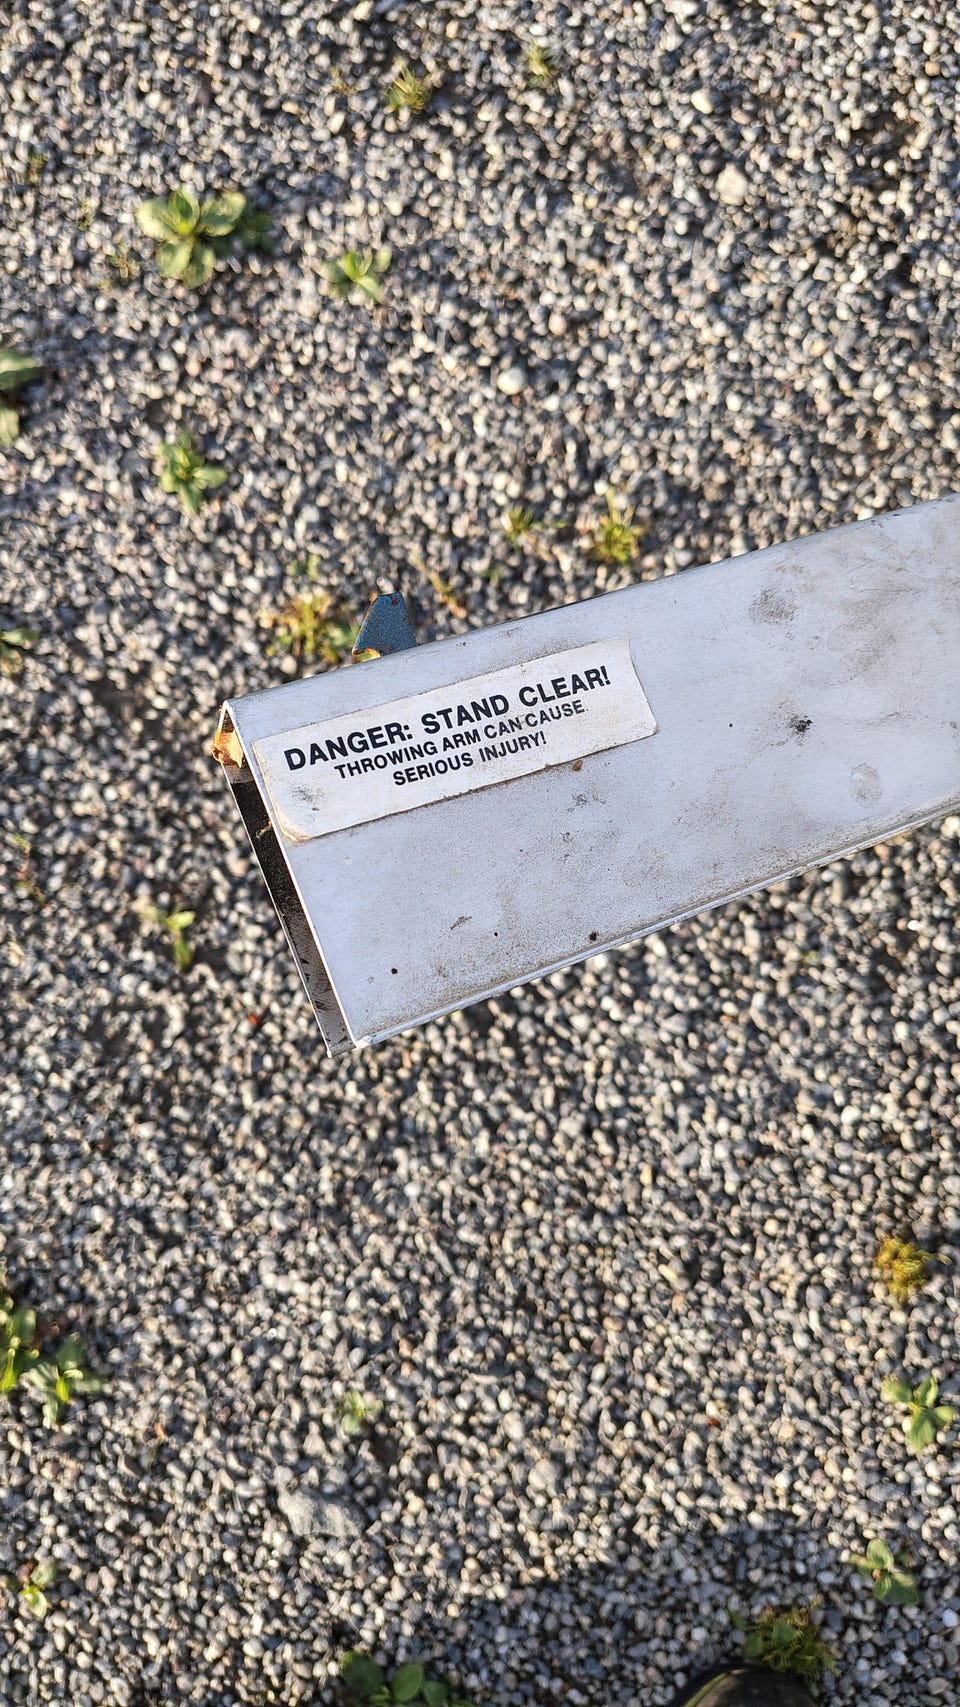 DANGER: STAND CLEAR!
THROWING ARM CAN CAUSE
SERIOUS INJURY!